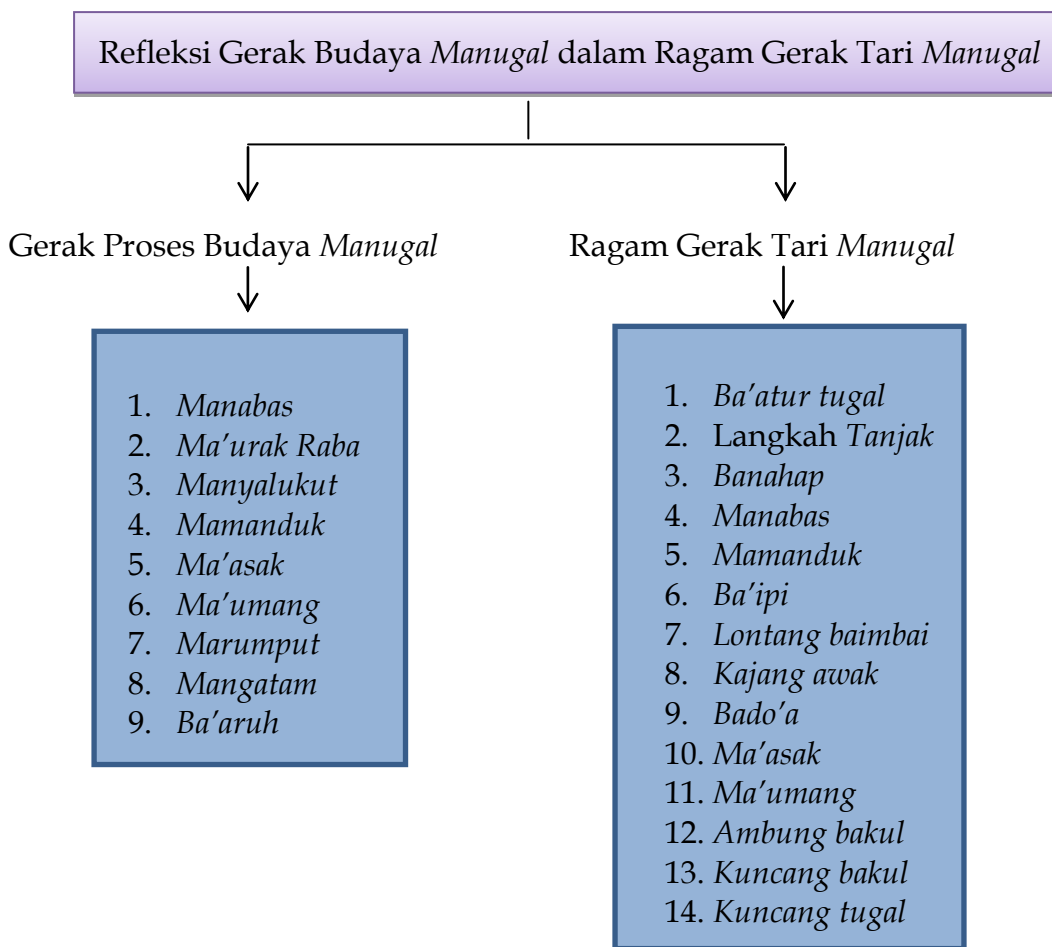 Refleksi Gerak Budaya Manugal dalam Ragam Gerak Tari Manugal
Gerak Proses Budaya Manugal
1. Manabas
2. Ma’urak Raba
3. Manyalukut
4. Mamanduk
5. Ma’asak
6. Ma’umang
7. Marumput
8. Mangatam
9. Ba’aruh
Ragam Gerak Tari Manugal
1. Ba’atur tugal
2. Langkah Tanjak
3. Banahap
4. Manabas
5. Mamanduk
6. Ba’ipi
7. Lontang baimbai
8. Kajang awak
9. Bado’a
10. Ma’asak
11. Ma’umang
12. Ambung bakul
13. Kuncang bakul
14. Kuncang tugal